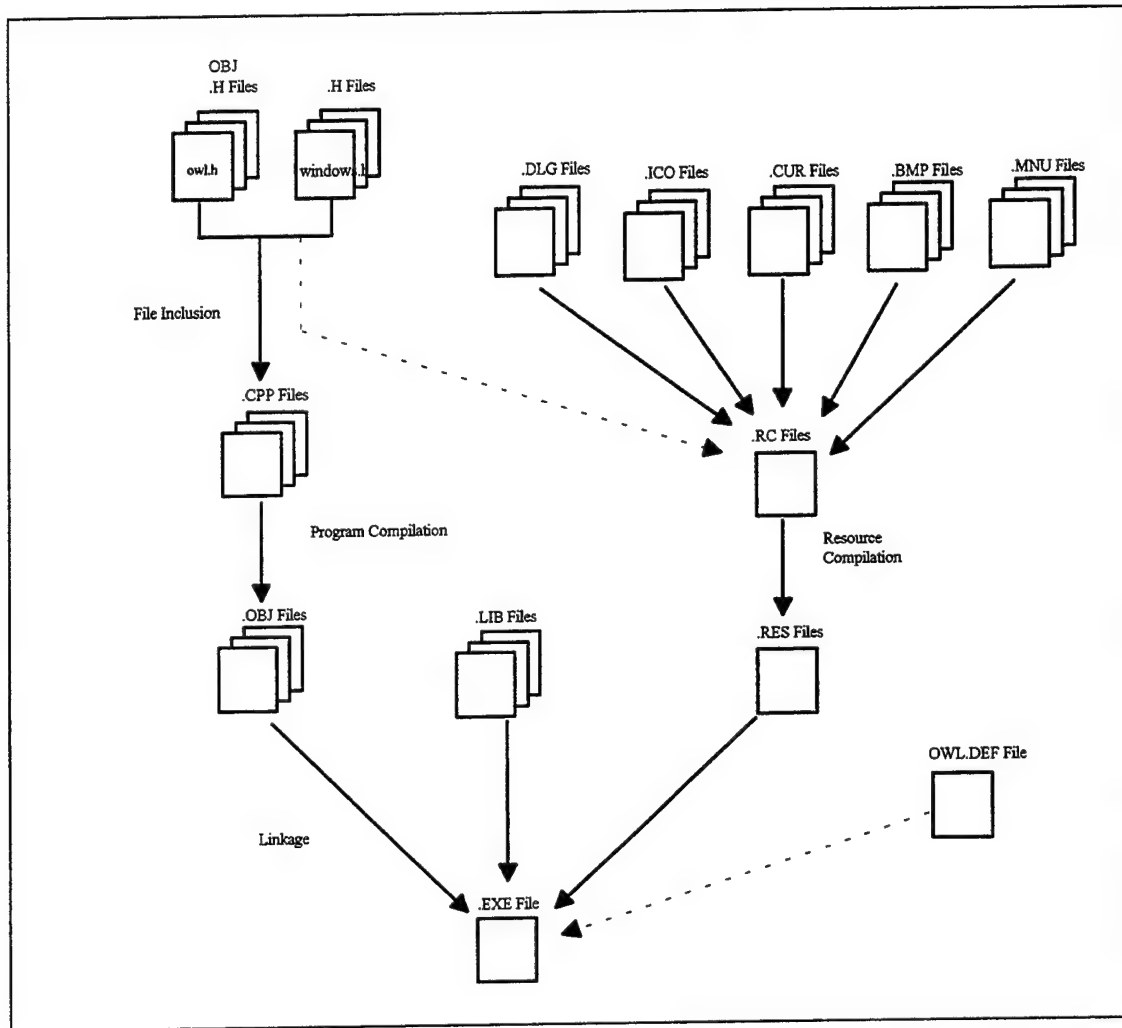 OBJ
.H Files
.H Files
owl.h
windows.h
.DLG Files
.ICO Files
.CUR Files
.BMP Files
.MNU Files
File Inclusion
.CPP Files
.RC Files
Program Compilation
Resource
Compilation
.OBJ Files
.LIB Files
.RES Files
OWL.DEF File
Linkage
.EXE File